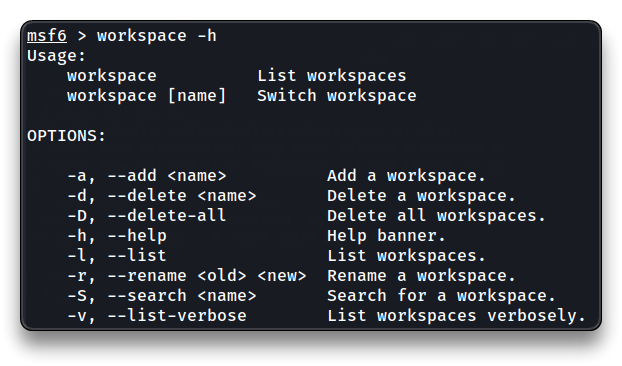 msf6 > workspace -h
Usage:
    workspace          List workspaces
    workspace [name]   Switch workspace

OPTIONS:

    -a, --add <name>          Add a workspace.
    -d, --delete <name>       Delete a workspace.
    -D, --delete-all          Delete all workspaces.
    -h, --help                Help banner.
    -l, --list                List workspaces.
    -r, --rename <old> <new>  Rename a workspace.
    -S, --search <name>       Search for a workspace.
    -v, --list-verbose        List workspaces verbosely.